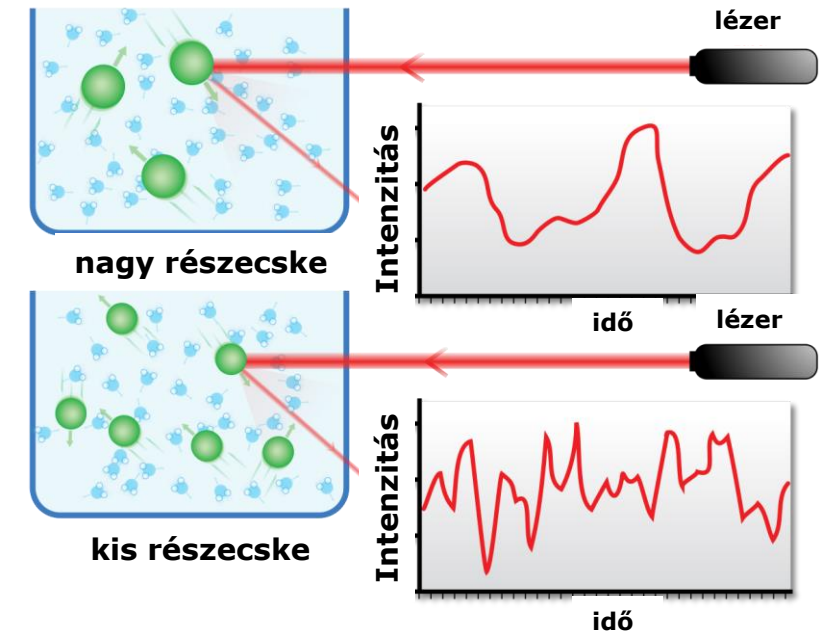 lézer
Intenzitás
idő
nagy részecske
lézer
Intenzitás
idő
kis részecske